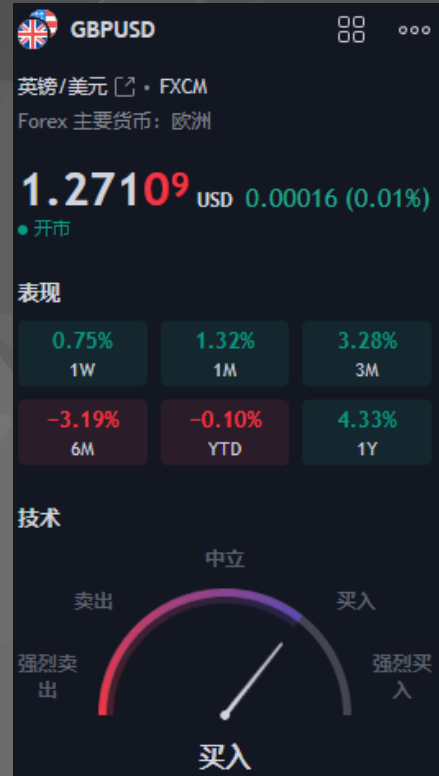 GBPUSD
英镑/美元 • FXCM
Forex 主要货币：欧洲
1.27109 USD 0.00016 (0.01%)
开市
表现
0.75% 1.32% 3.28%
1W 1M 3M
−3.19% −0.10% 4.33%
6M YTD 1Y
技术
中立
卖出 买入
强烈卖 强烈买
出 入
买入